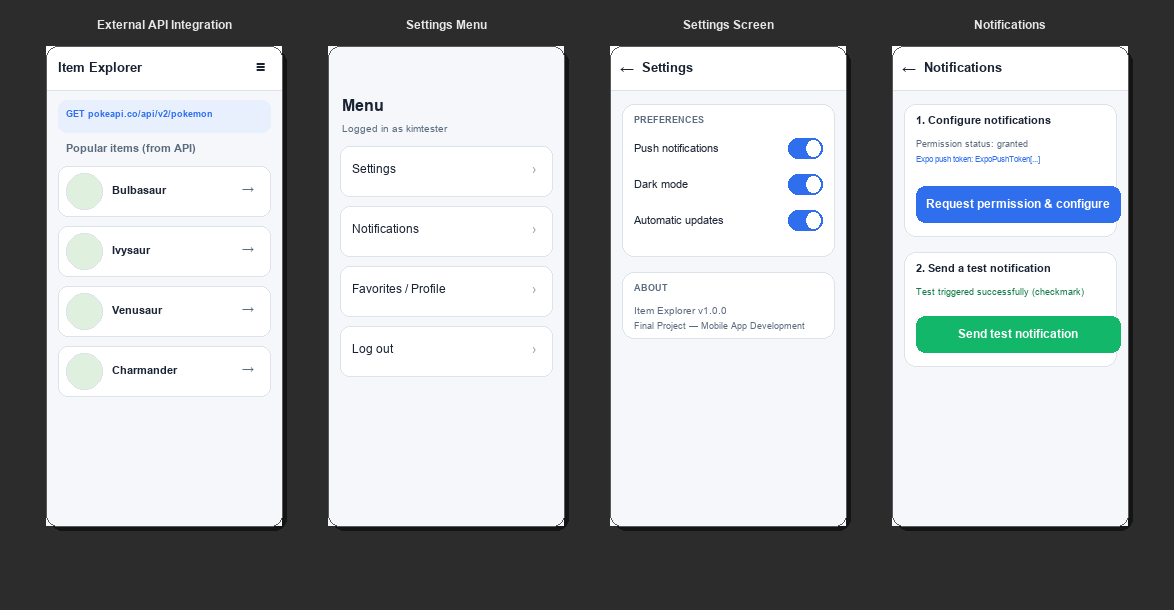 External API Integration
Item Explorer
GET pokeapi.co/api/v2/pokemon
Popular items (from API)
Bulbasaur →
Ivysaur →
Venusaur →
Charmander →
Settings Menu
Menu
Logged in as kimtester
Settings ›
Notifications ›
Favorites / Profile ›
Log out ›
Settings Screen
← Settings
PREFERENCES
Push notifications
Dark mode
Automatic updates
ABOUT
Item Explorer v1.0.0
Final Project — Mobile App Development
Notifications
← Notifications
1. Configure notifications
Permission status: granted
Expo push token: ExpoPushToken[...]
Request permission & configure
2. Send a test notification
Test triggered successfully (checkmark)
Send test notification